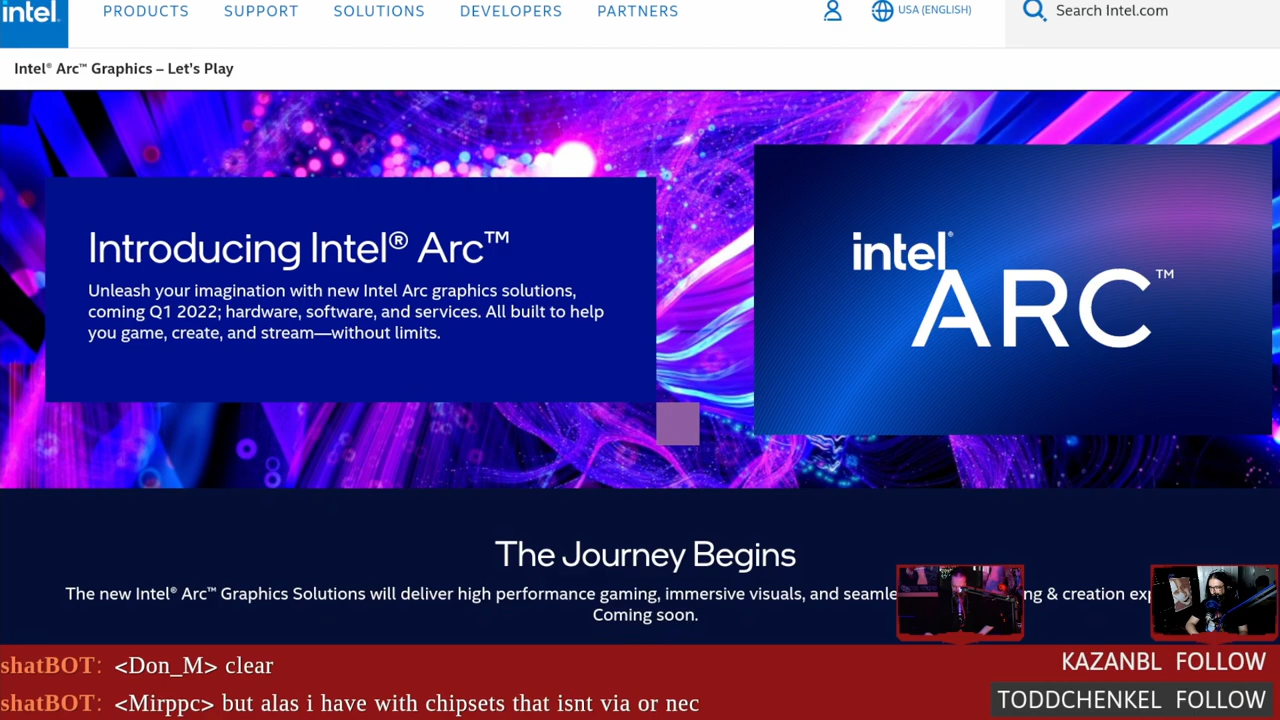 intel.
PRODUCTS SUPPORT SOLUTIONS DEVELOPERS PARTNERS
USA (ENGLISH)
Search Intel.com
Intel® Arc™ Graphics – Let's Play
Introducing Intel® Arc™
Unleash your imagination with new Intel Arc graphics solutions,
coming Q1 2022; hardware, software, and services. All built to help
you game, create, and stream—without limits.
intel®
ARC™
The Journey Begins
The new Intel® Arc™ Graphics Solutions will deliver high performance gaming, immersive visuals, and seamle ng & creation exp
Coming soon.
shatBOT: <Don_M> clear
shatBOT: <Mirppc> but alas i have with chipsets that isnt via or nec
KAZANBL FOLLOW
TODDCHENKEL FOLLOW